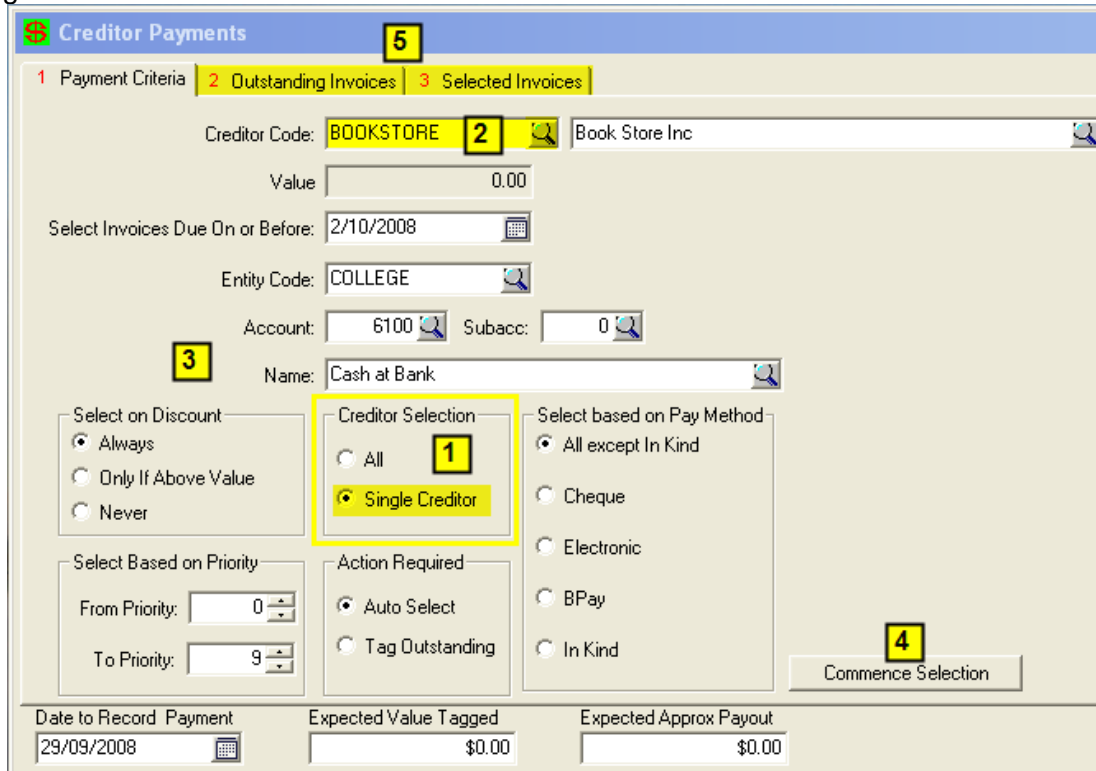 Creditor Payments
5
1 Payment Criteria 2 Outstanding Invoices 3 Selected Invoices
Creditor Code: BOOKSTORE 2 Book Store Inc
Value 0.00
Select Invoices Due On or Before: 2/10/2008
Entity Code: COLLEGE
Account: 6100 Subacc: 0
3
Name: Cash at Bank
Select on Discount
Always
Only If Above Value
Never
Creditor Selection
All 1
Single Creditor
Select based on Pay Method
All except In Kind
Cheque
Electronic
BPay
In Kind
Select Based on Priority
From Priority: 0
To Priority: 9
Action Required
Auto Select
Tag Outstanding
4
Commence Selection
Date to Record Payment Expected Value Tagged Expected Approx Payout
29/09/2008 $0.00 $0.00